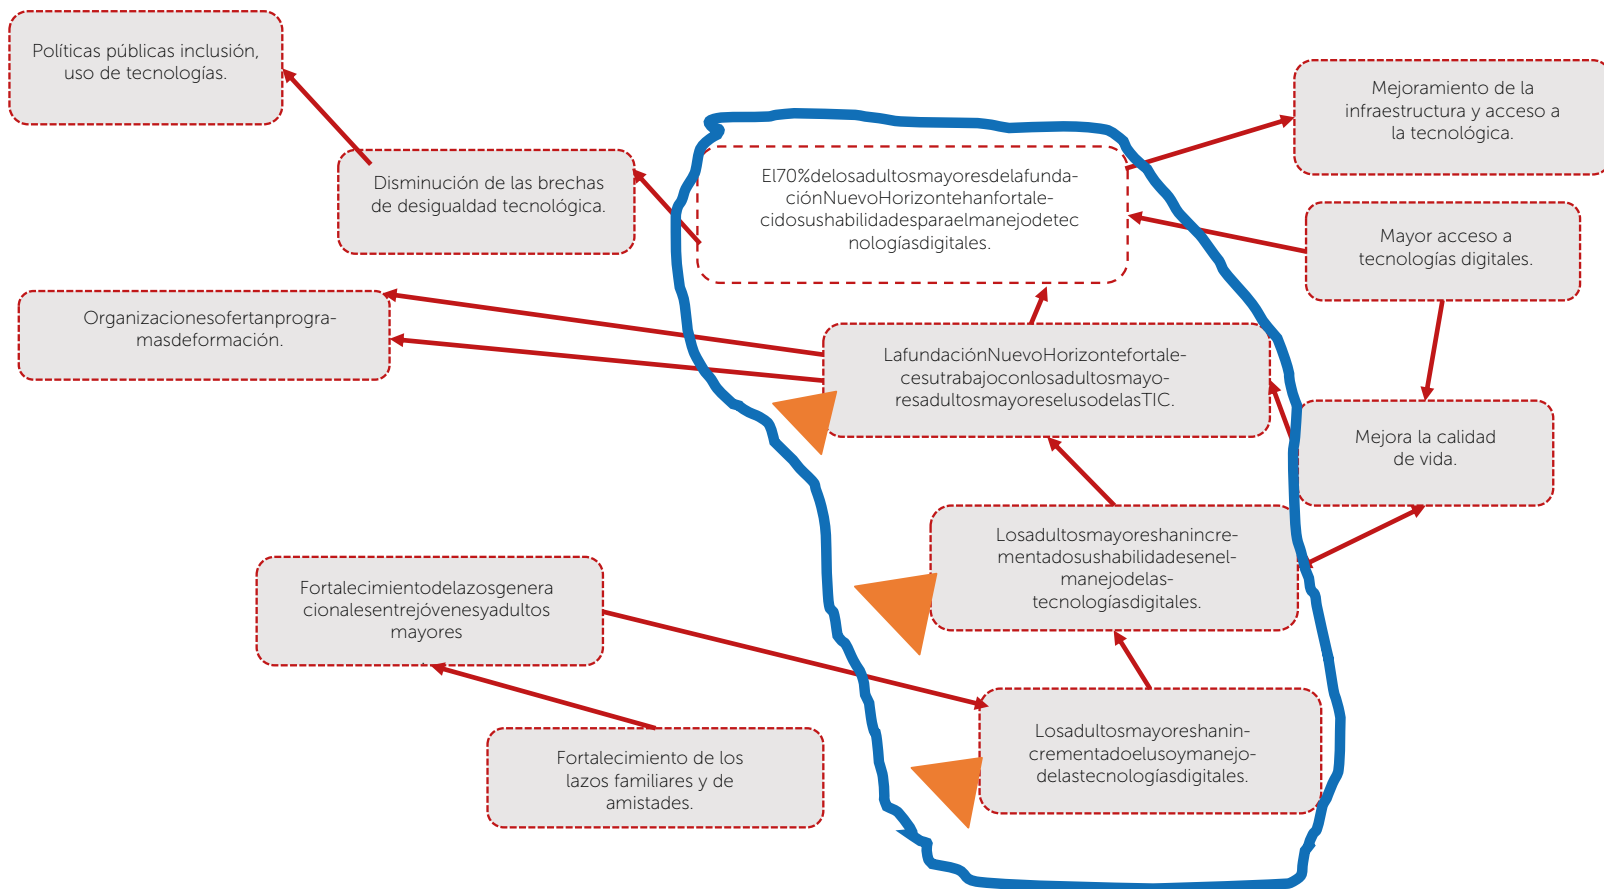 Políticas públicas inclusión,
uso de tecnologías.
Disminución de las brechas
de desigualdad tecnológica.
Organizacionesofertanprogra-
masdeformación.
El70%delosadultosmayoresdelafunda-
ciónNuevoHorizontehanfortale-
cidosushabilidadesparaelmanejodetec
nologíasdigitales.
Mejoramiento de la
infraestructura y acceso a
la tecnológica.
Mayor acceso a
tecnologías digitales.
LafundaciónNuevoHorizontefortale-
cesutrabajoconlosadultosmayo-
resadultosmayoreselusodelasTIC.
Mejora la calidad
de vida.
Losadultosmayoreshanincre-
mentadosushabilidadesenel-
manejodelas-
tecnologíasdigitales.
Fortalecimientodelazosgenera
cionalesentrejóvenesyadultos
mayores
Losadultosmayoreshanin-
crementadoelusoymanejo-
delastecnologíasdigitales.
Fortalecimiento de los
lazos familiares y de
amistades.